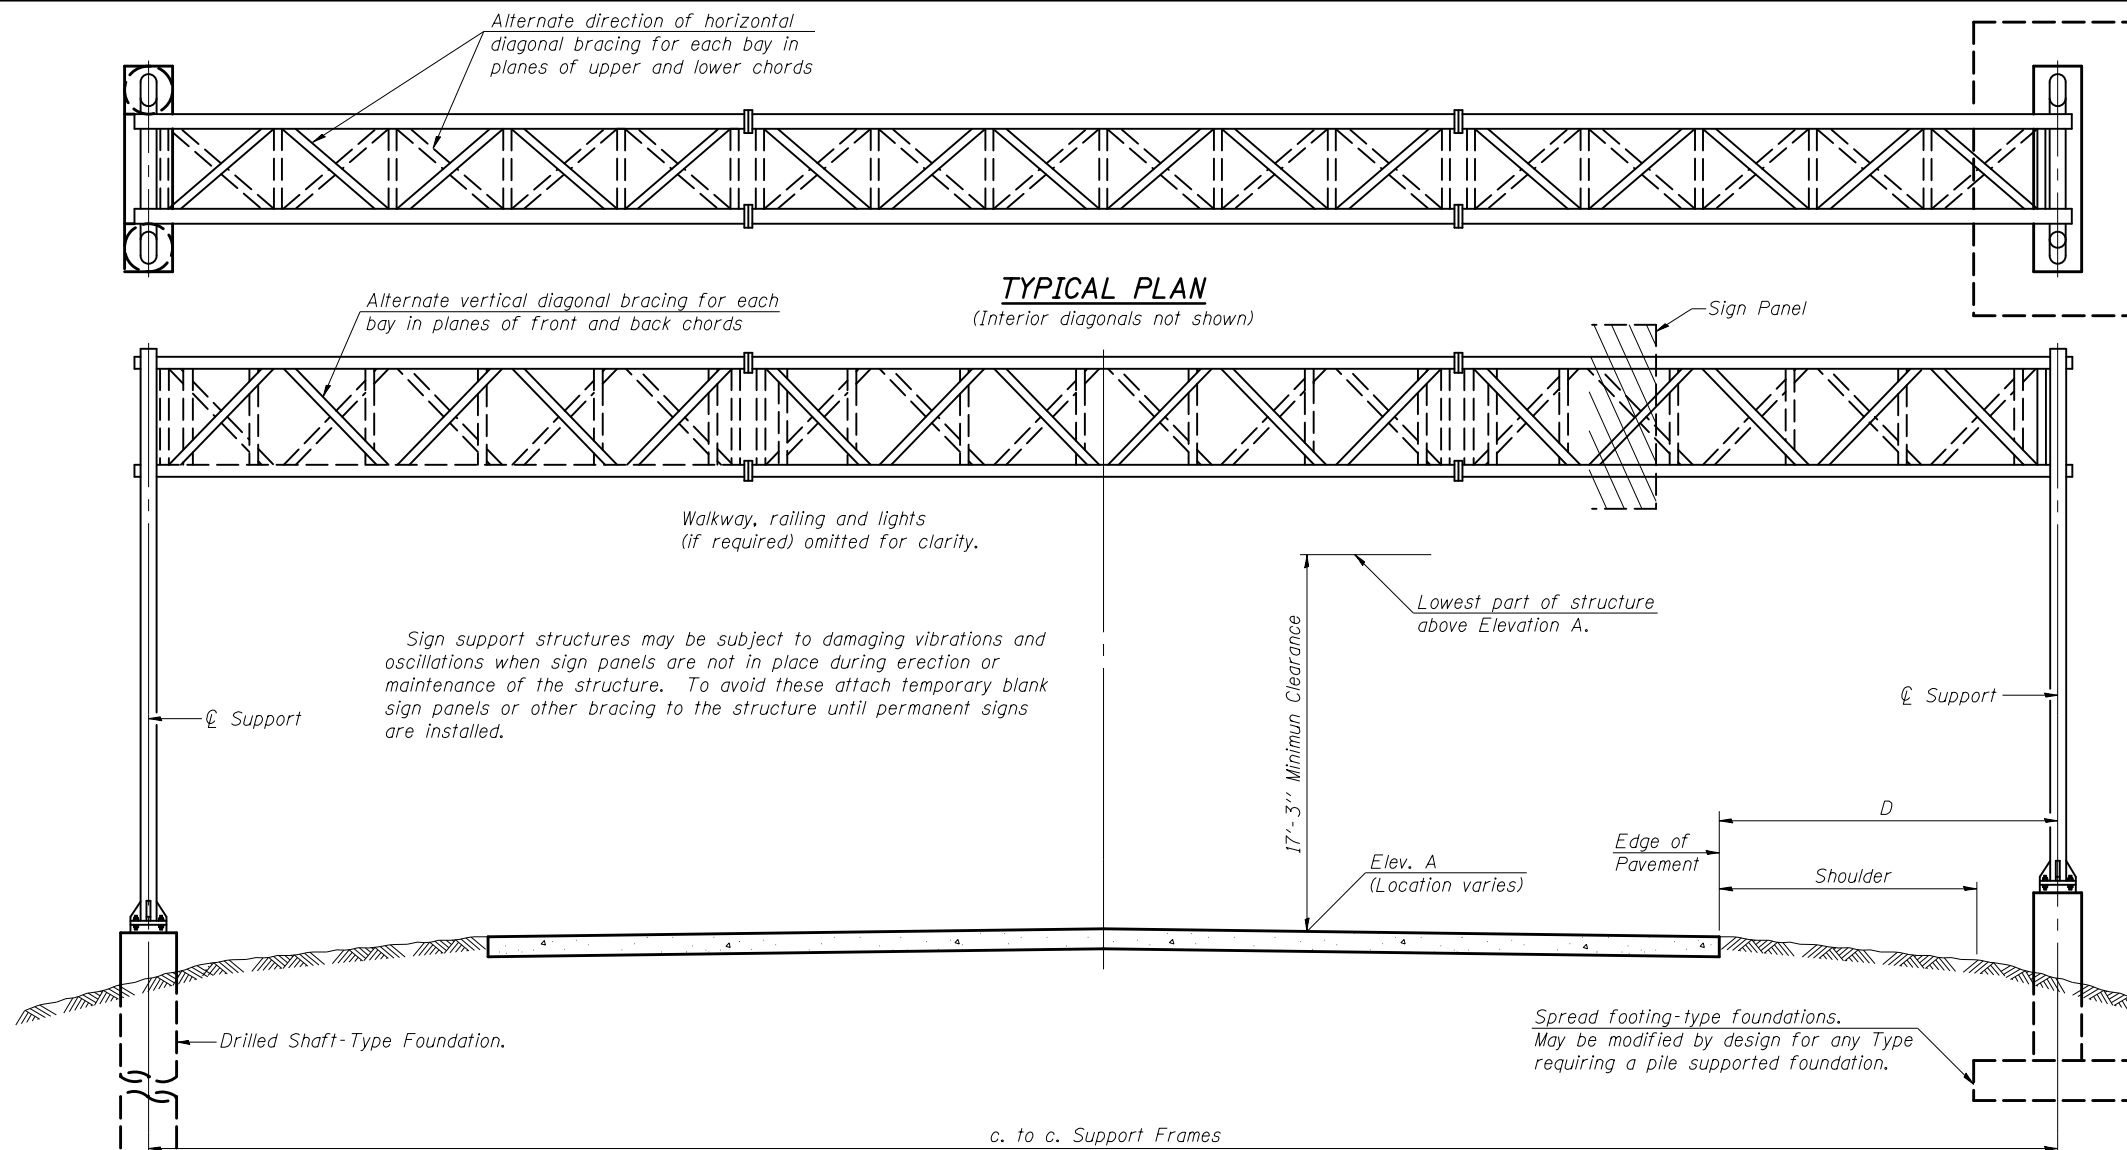 Alternate direction of horizontal
diagonal bracing for each bay in
planes of upper and lower chords
TYPICAL PLAN
(Interior diagonals not shown)
Alternate vertical diagonal bracing for each
bay in planes of front and back chords
Sign Panel
Walkway, railing and lights
(if required) omitted for clarity.
Lowest part of structure
above Elevation A.
Sign support structures may be subject to damaging vibrations and
oscillations when sign panels are not in place during erection or
maintenance of the structure.  To avoid these attach temporary blank
sign panels or other bracing to the structure until permanent signs
are installed.
17'-3'' Minimun Clearance
℄ Support
℄ Support
D
Edge of
Pavement
Shoulder
Elev. A
(Location varies)
Drilled Shaft-Type Foundation.
Spread footing-type foundations.
May be modified by design for any Type
requiring a pile supported foundation.
c. to c. Support Frames